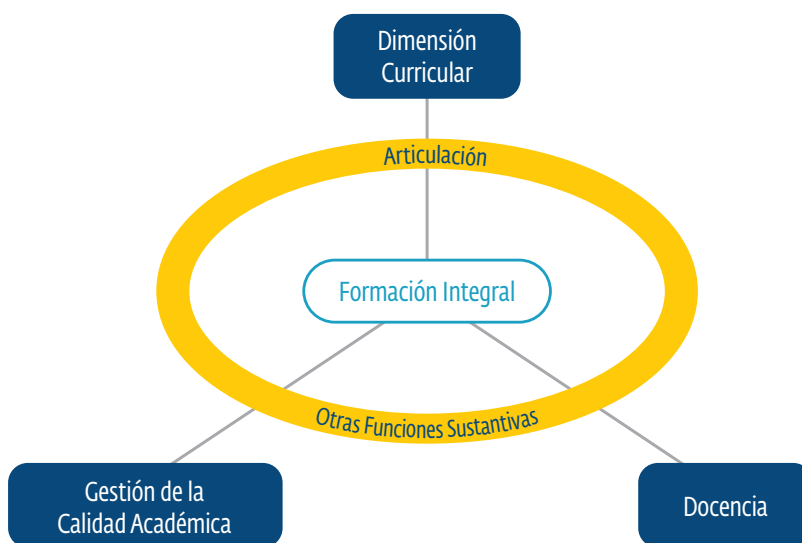 Dimensión
Curricular
Articulación
Formación Integral
Otras Funciones Sustantivas
Gestión de la
Calidad Académica
Docencia